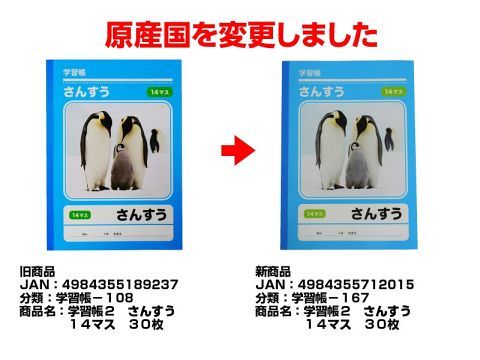 原産国を変更しました
学習帳
さんすう
14マス
14マス
さんすう
学習帳
さんすう
14マス
14マス
さんすう
旧商品
JAN：4984355189237
分類：学習帳－108
商品名：学習帳２　さんすう
１４マス　３０枚
新商品
JAN：4984355712015
分類：学習帳－167
商品名：学習帳２　さんすう
１４マス　３０枚